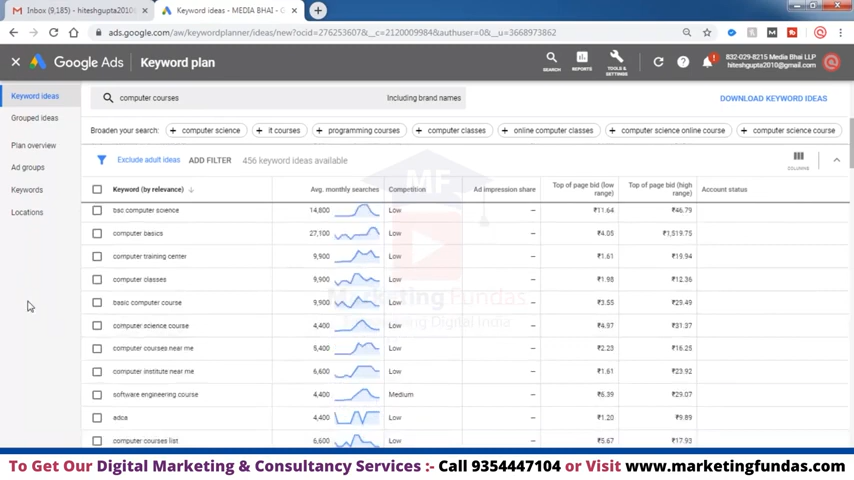 Inbox (9,185) - hiteshgupta2010@
Keyword ideas - MEDIA BHAI - G
ads.google.com/aw/keywordplanner/ideas/new?ocid=276253607&__c=2120009984&authuser=0&__u=3668973862
Google Ads Keyword plan
SEARCH
REPORTS
TOOLS & SETTINGS
832-029-8215 Media Bhai LLP
hiteshgupta2010@gmail.com
Keyword ideas
Grouped ideas
Plan overview
Ad groups
Keywords
Locations
computer courses Including brand names
DOWNLOAD KEYWORD IDEAS
Broaden your search: + computer science + it courses + programming courses + computer classes + online computer classes + computer science online course + computer science course
Exclude adult ideas ADD FILTER 456 keyword ideas available
COLUMNS
Keyword (by relevance) Avg. monthly searches Competition Ad impression share Top of page bid (low range) Top of page bid (high range) Account status
bsc computer science 14,800 Low – ₹11.64 ₹46.79
computer basics 27,100 Low – ₹4.05 ₹1,519.75
computer training center 9,900 Low – ₹1.61 ₹19.94
computer classes 9,900 Low – ₹1.98 ₹12.36
basic computer course 9,900 Low – ₹3.55 ₹29.49
computer science course 4,400 Low – ₹4.97 ₹31.37
computer courses near me 5,400 Low – ₹2.23 ₹16.25
computer institute near me 6,600 Low – ₹1.61 ₹23.92
software engineering course 4,400 Medium – ₹6.39 ₹29.07
adca 4,400 Low – ₹1.20 ₹9.89
computer courses list 6,600 Low – ₹5.67 ₹17.93
MF
Marketing Fundas
Digital India
To Get Our Digital Marketing & Consultancy Services :- Call 9354447104 or Visit www.marketingfundas.com